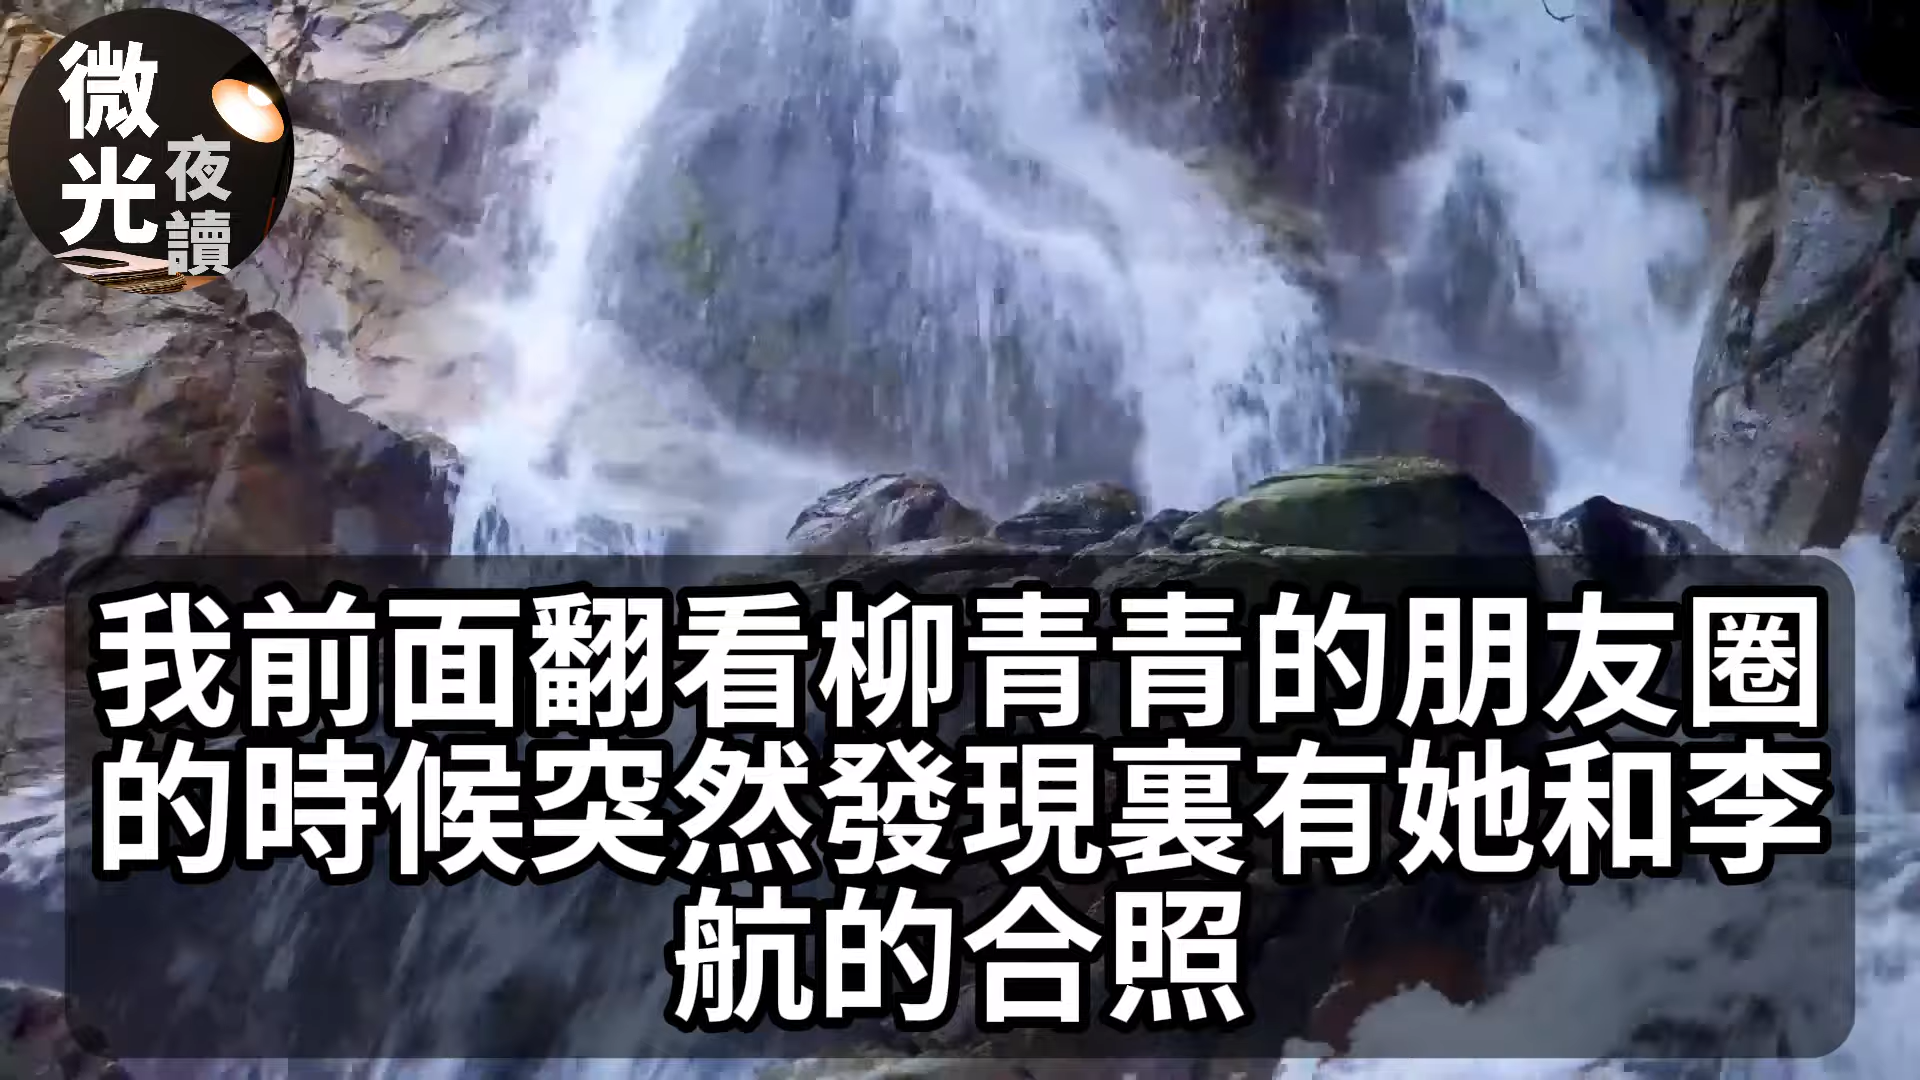 微光
夜讀
我前面翻看柳青青的朋友圈
的時候突然發現裏有她和李
航的合照